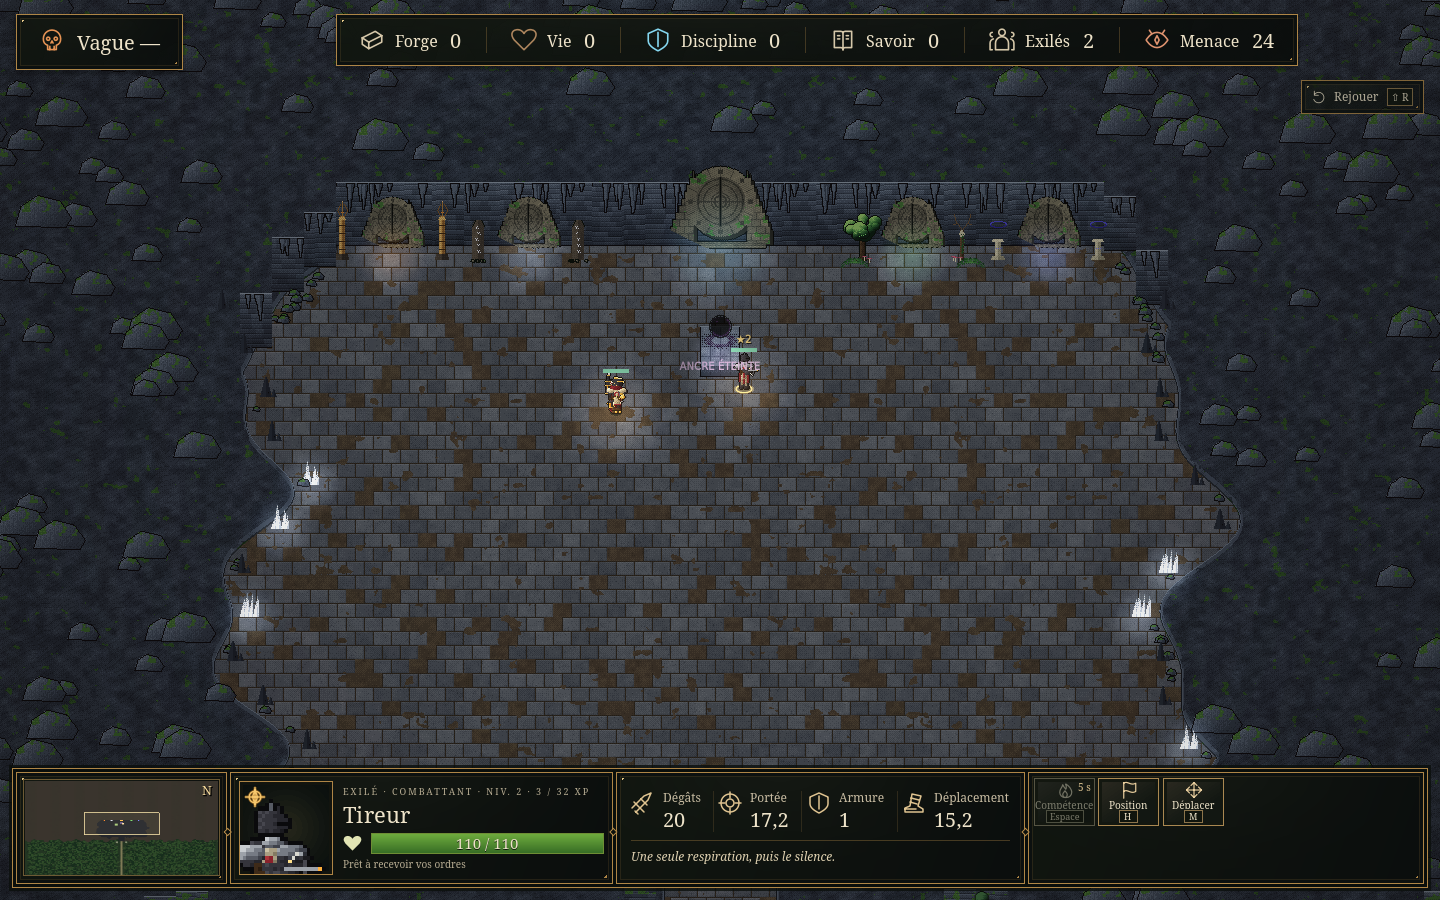 Vague —
Forge 0
Vie 0
Discipline 0
Savoir 0
Exilés 2
Menace 24
Rejouer ⇧ R
★2
ANCRE ÉTEINTE
N
EXILÉ · COMBATTANT · NIV. 2 · 3 / 32 XP
Tireur
110 / 110
Prêt à recevoir vos ordres
Dégâts 20
Portée 17,2
Armure 1
Déplacement 15,2
Une seule respiration, puis le silence.
5 s
Compétence
Espace
Position
H
Déplacer
M